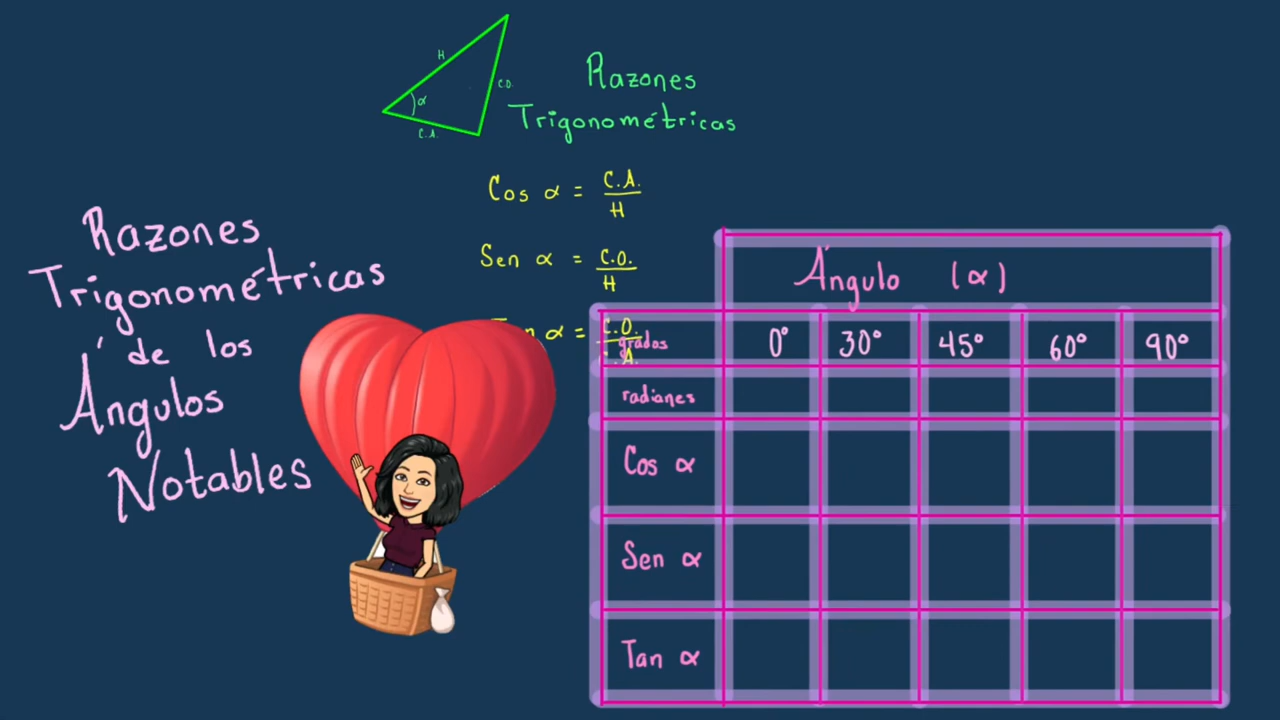 H
α
C.O.
C.A.
Razones
Trigonométricas
Cos α = C.A. / H
Sen α = C.O. / H
α = C.O.
Razones
Trigonométricas
de los
Ángulos
Notables
Ángulo (α)
grados 0° 30° 45° 60° 90°
radianes
Cos α
Sen α
Tan α